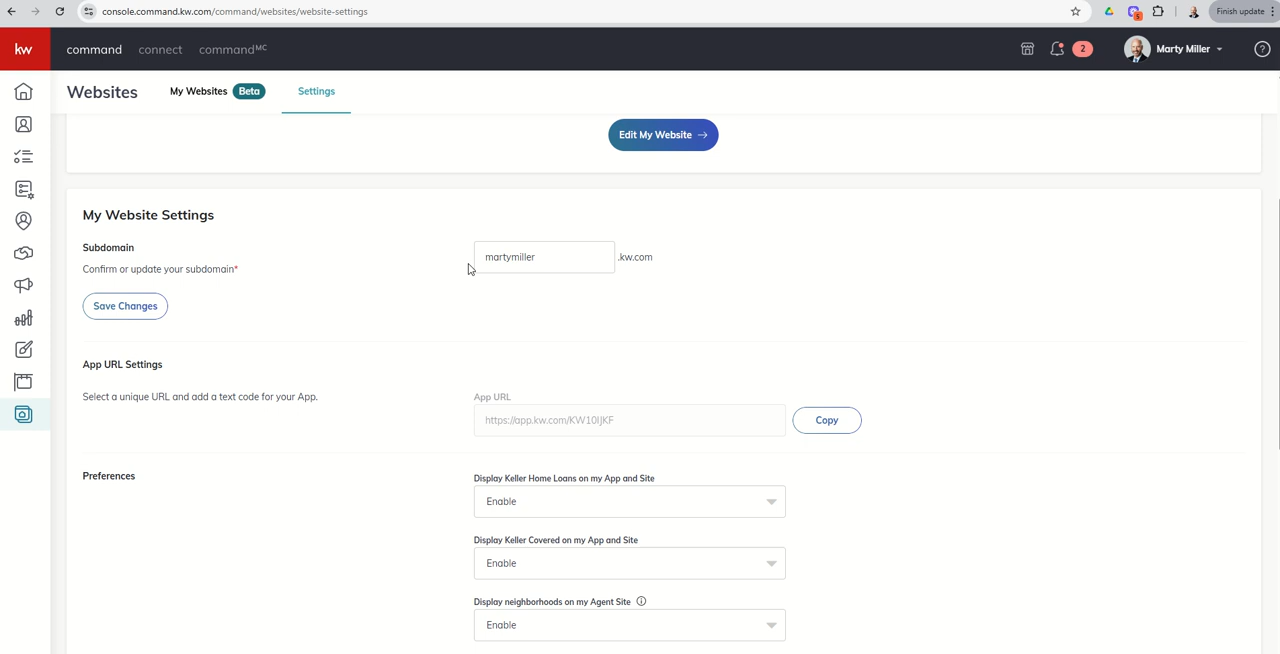 console.command.kw.com/command/websites/website-settings
5
Finish update
kw
command
connect
commandMC
2
Marty Miller
?
Websites
My Websites Beta
Settings
Edit My Website →
My Website Settings
Subdomain
Confirm or update your subdomain*
martymiller .kw.com
Save Changes
App URL Settings
Select a unique URL and add a text code for your App.
App URL
https://app.kw.com/KW10IJKF
Copy
Preferences
Display Keller Home Loans on my App and Site
Enable
Display Keller Covered on my App and Site
Enable
Display neighborhoods on my Agent Site
Enable